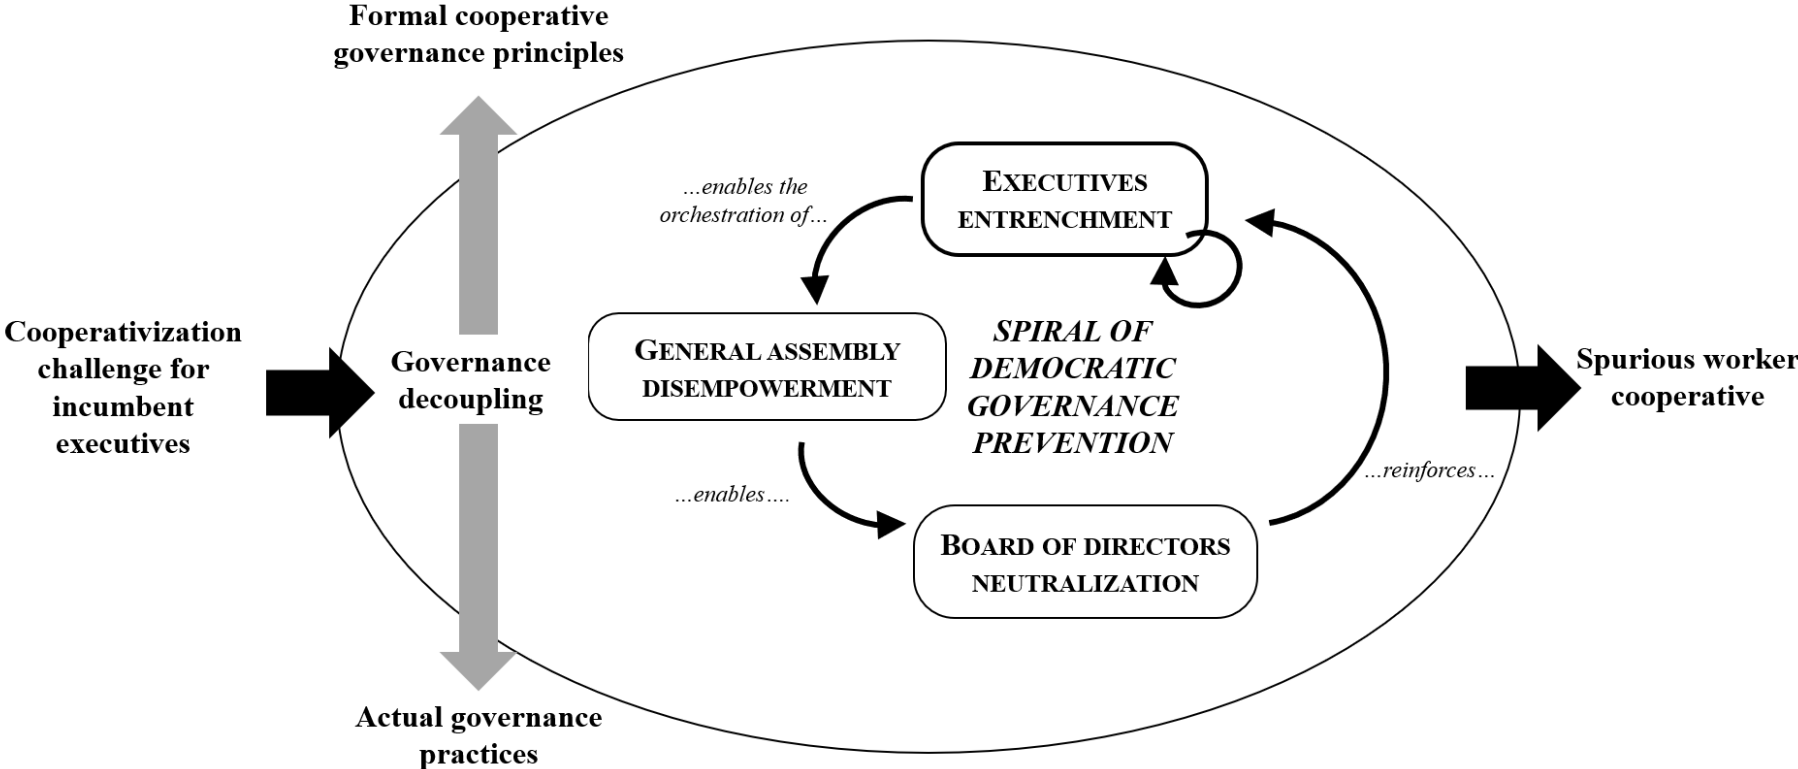 Formal cooperative
governance principles
…enables the
orchestration of…
EXECUTIVES
ENTRENCHMENT
Cooperativization
challenge for
incumbent
executives
Governance
decoupling
GENERAL ASSEMBLY
DISEMPOWERMENT
SPIRAL OF
DEMOCRATIC
GOVERNANCE
PREVENTION
Spurious worker
cooperative
…enables….
…reinforces…
BOARD OF DIRECTORS
NEUTRALIZATION
Actual governance
practices